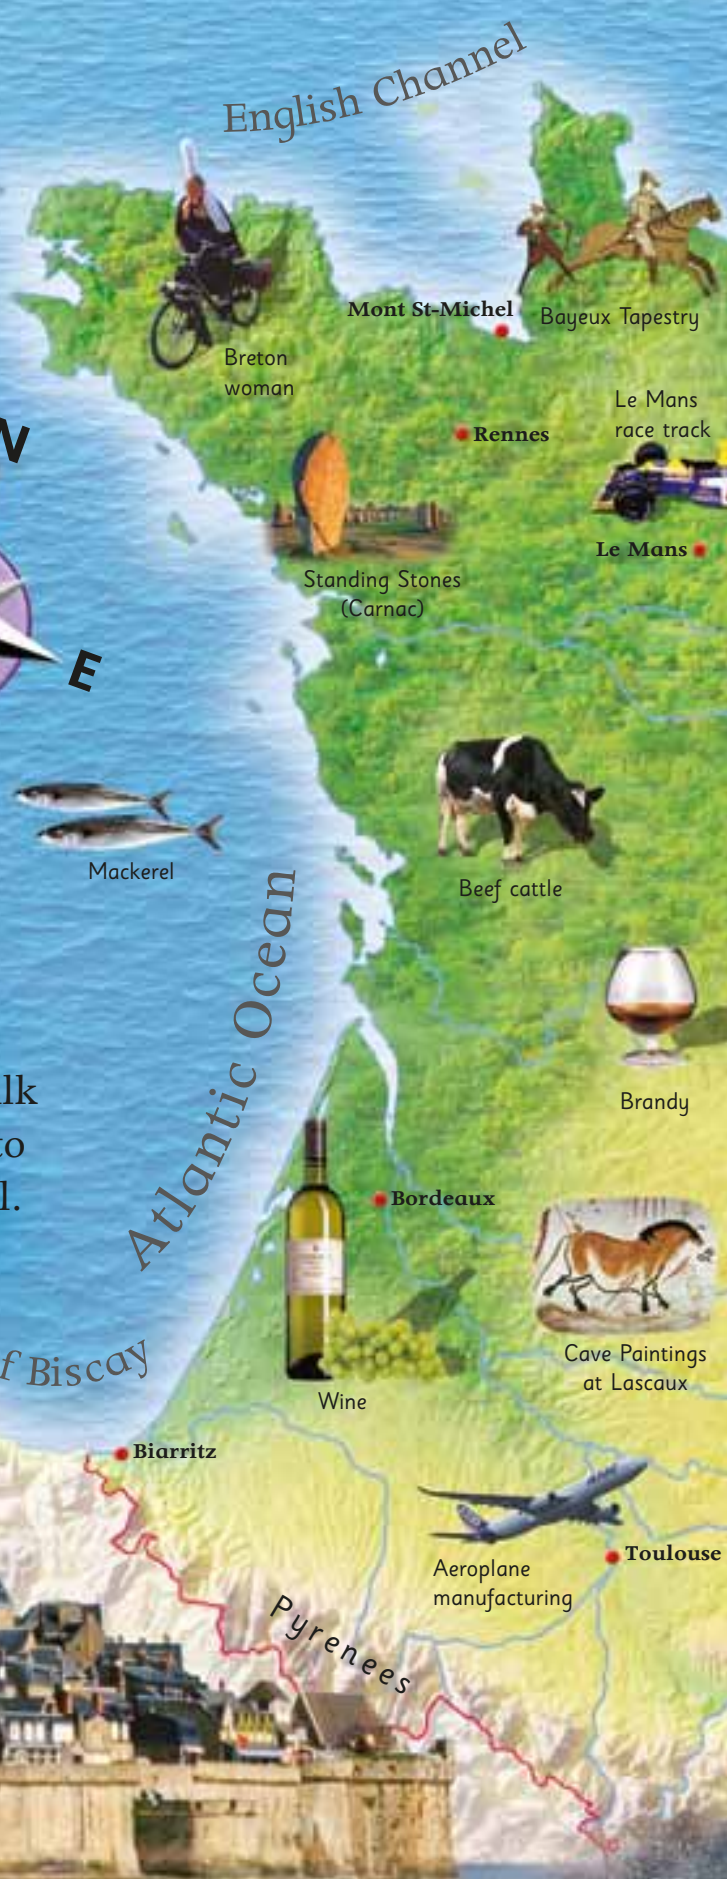 English Channel
Mont St-Michel
Bayeux Tapestry
Breton
woman
Le Mans
race track
N
Rennes
Le Mans
Standing Stones
(Carnac)
E
Mackerel
Beef cattle
Atlantic Ocean
lk
to
l.
Brandy
Bordeaux
Cave Paintings
at Lascaux
f Biscay
Wine
Biarritz
Toulouse
Aeroplane
manufacturing
Pyrenees